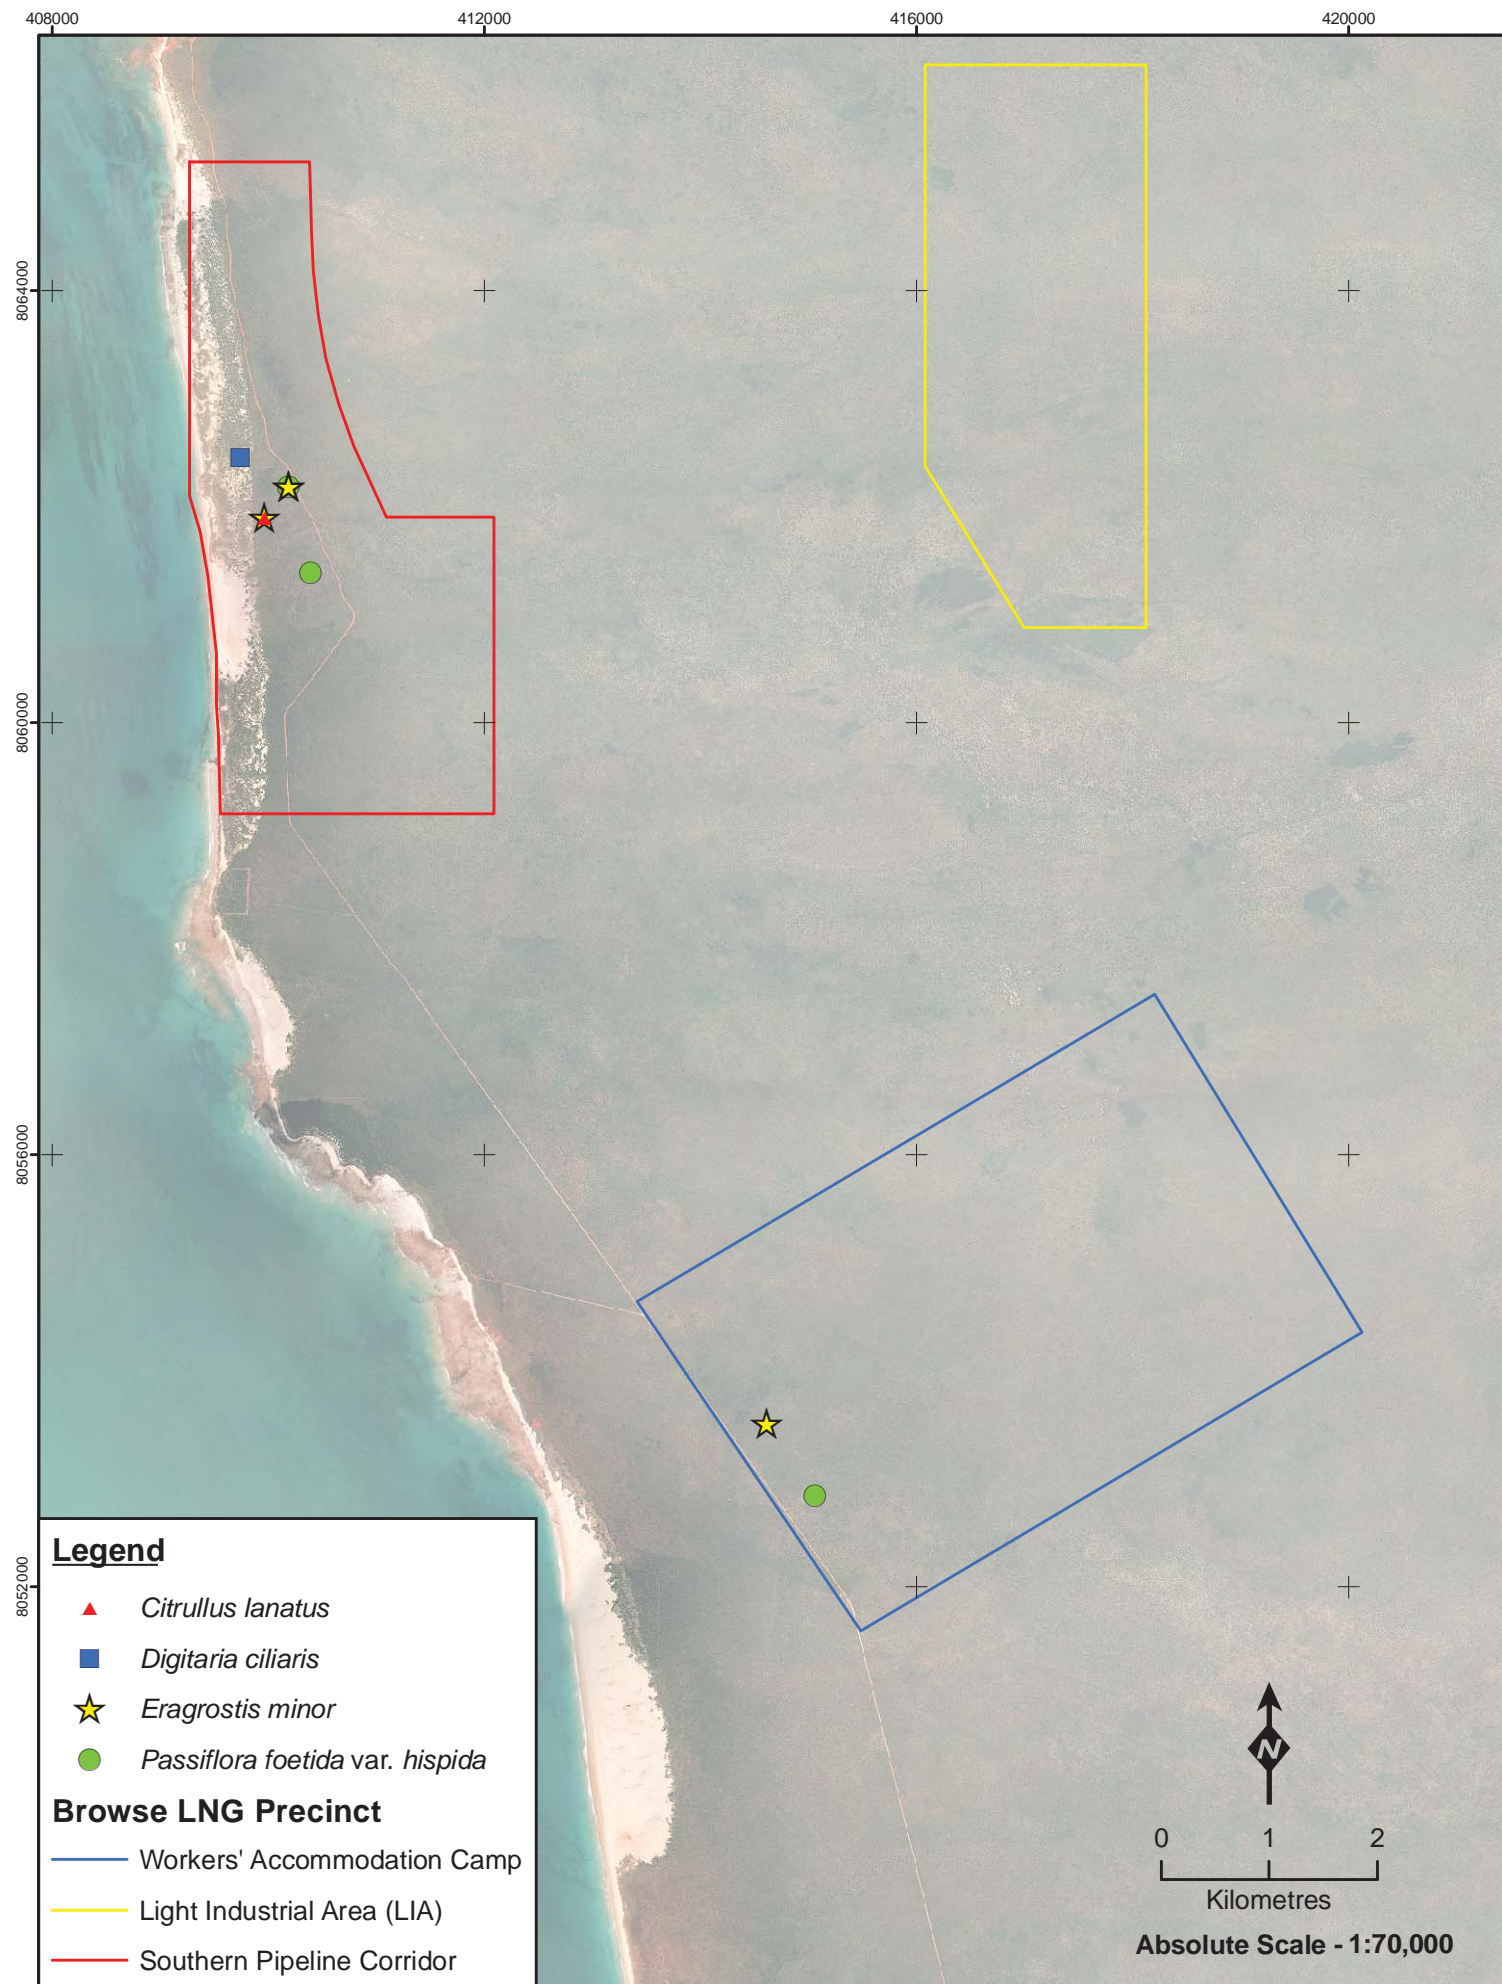 408000
412000
416000
420000
8064000
8060000
8056000
8052000
Legend
Citrullus lanatus
Digitaria ciliaris
Eragrostis minor
Passiflora foetida var. hispida
Browse LNG Precinct
Workers' Accommodation Camp
Light Industrial Area (LIA)
Southern Pipeline Corridor
N
0 1 2
Kilometres
Absolute Scale - 1:70,000